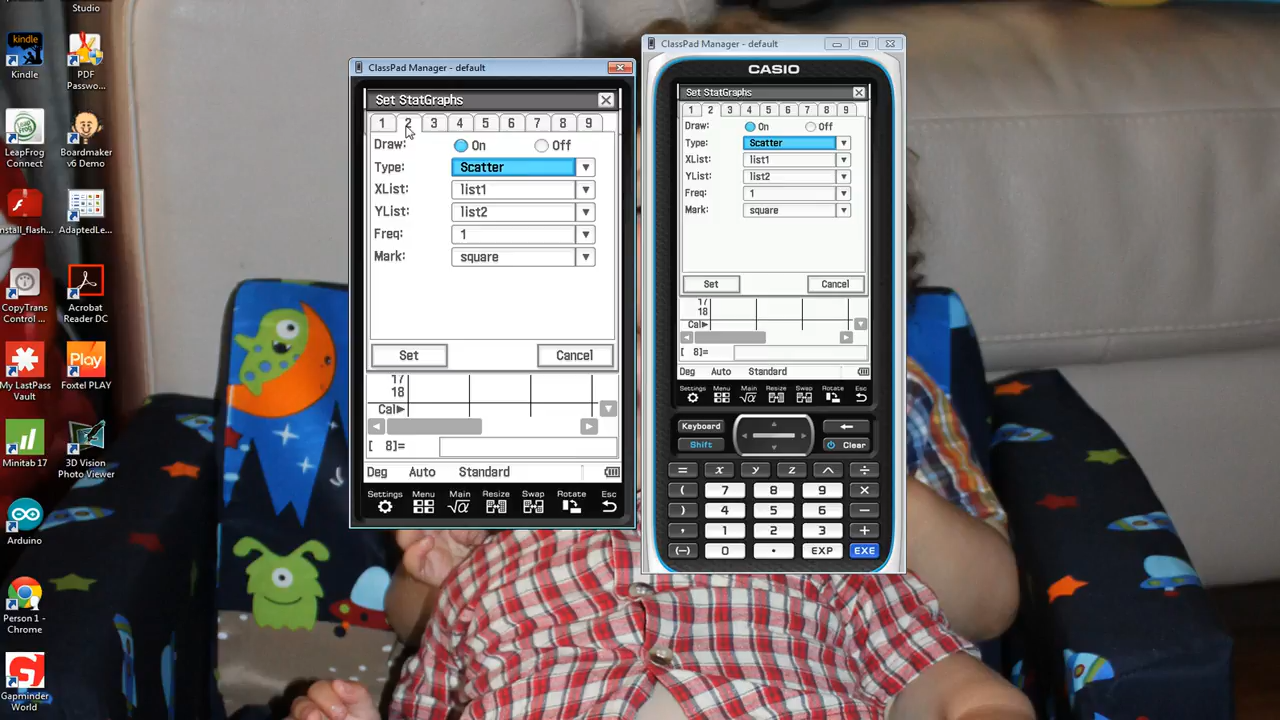 Studio
Kindle
PDF
Passwo...
LeapFrog
Connect
Boardmaker
v6 Demo
install_flash...
AdaptedLe...
CopyTrans
Control ...
Acrobat
Reader DC
My LastPass
Vault
Foxtel PLAY
Minitab 17
3D Vision
Photo Viewer
Arduino
Person 1 -
Chrome
Gapminder
World
ClassPad Manager - default
Set StatGraphs
1 2 3 4 5 6 7 8 9
Draw: On Off
Type: Scatter
XList: list1
YList: list2
Freq: 1
Mark: square
Set Cancel
17
18
Cal▶
[ 8]=
Deg Auto Standard
Settings Menu Main Resize Swap Rotate Esc
√α
ClassPad Manager - default
CASIO
Set StatGraphs
1 2 3 4 5 6 7 8 9
Draw: On Off
Type: Scatter
XList: list1
YList: list2
Freq: 1
Mark: square
Set Cancel
17
18
Cal▶
[ 8]=
Deg Auto Standard
Settings Menu Main Resize Swap Rotate Esc
√α
Keyboard
Shift Clear
= x y z ^ ÷
( 7 8 9 ×
) 4 5 6 −
, 1 2 3 +
(−) 0 • EXP EXE